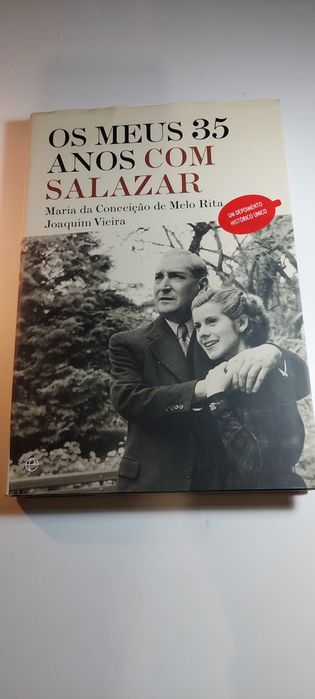 OS MEUS 35
ANOS COM
SALAZAR
Maria da Conceição de Melo Rita
Joaquim Vieira
UM DEPOIMENTO
HISTÓRICO ÚNICO